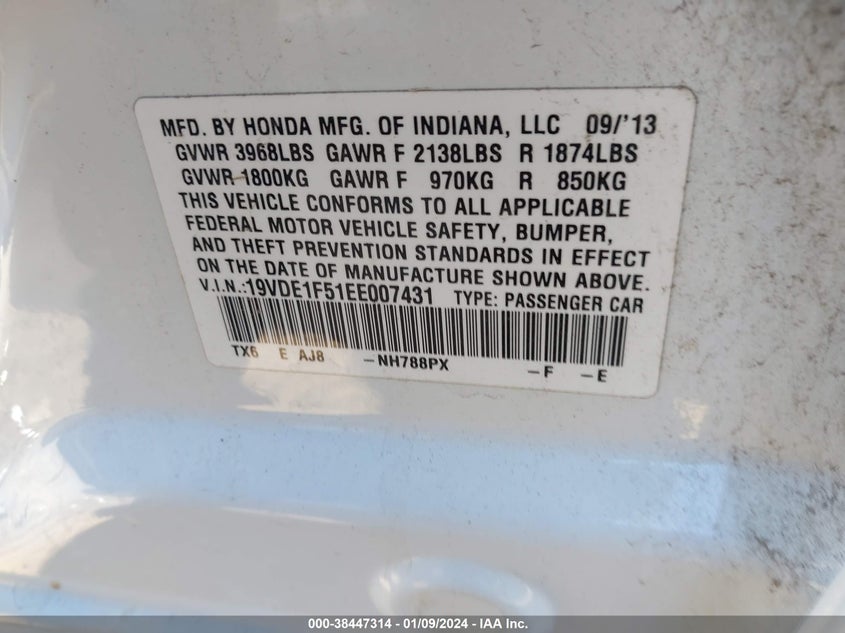 MFD. BY HONDA MFG. OF INDIANA, LLC 09/'13
GVWR 3968LBS GAWR F 2138LBS R 1874LBS
GVWR 1800KG GAWR F 970KG R 850KG
THIS VEHICLE CONFORMS TO ALL APPLICABLE
FEDERAL MOTOR VEHICLE SAFETY, BUMPER,
AND THEFT PREVENTION STANDARDS IN EFFECT
ON THE DATE OF MANUFACTURE SHOWN ABOVE.
V.I.N.:19VDE1F51EE007431 TYPE: PASSENGER CAR
TX6 E AJ8 -NH788PX -F -E
000-38447314 - 01/09/2024 - IAA Inc.